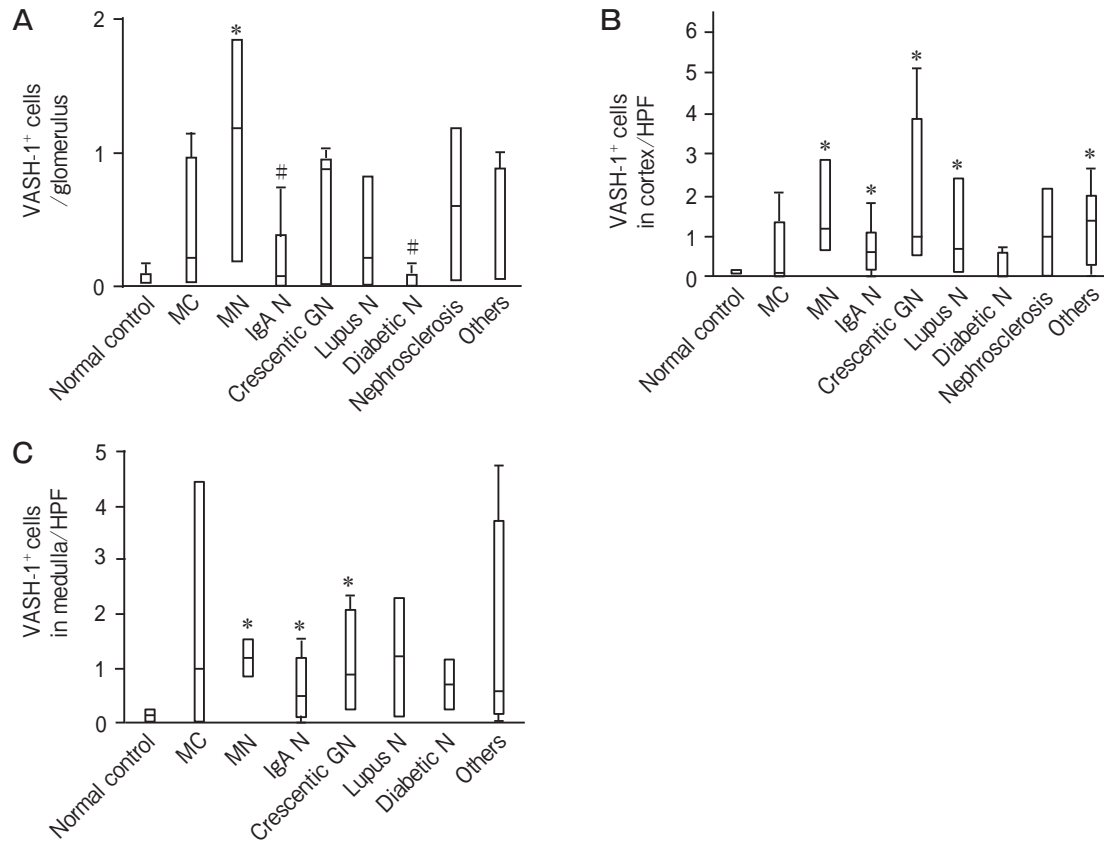 A
VASH-1⁺ cells
/glomerulus
2
1
0
*
#
#
Normal control
MC
MN
IgA N
Crescentic GN
Lupus N
Diabetic N
Nephrosclerosis
Others
B
VASH-1⁺ cells
in cortex/HPF
6
5
4
3
2
1
0
*
*
*
*
*
Normal control
MC
MN
IgA N
Crescentic GN
Lupus N
Diabetic N
Nephrosclerosis
Others
C
VASH-1⁺ cells
in medulla/HPF
5
4
3
2
1
0
*
*
*
Normal control
MC
MN
IgA N
Crescentic GN
Lupus N
Diabetic N
Others